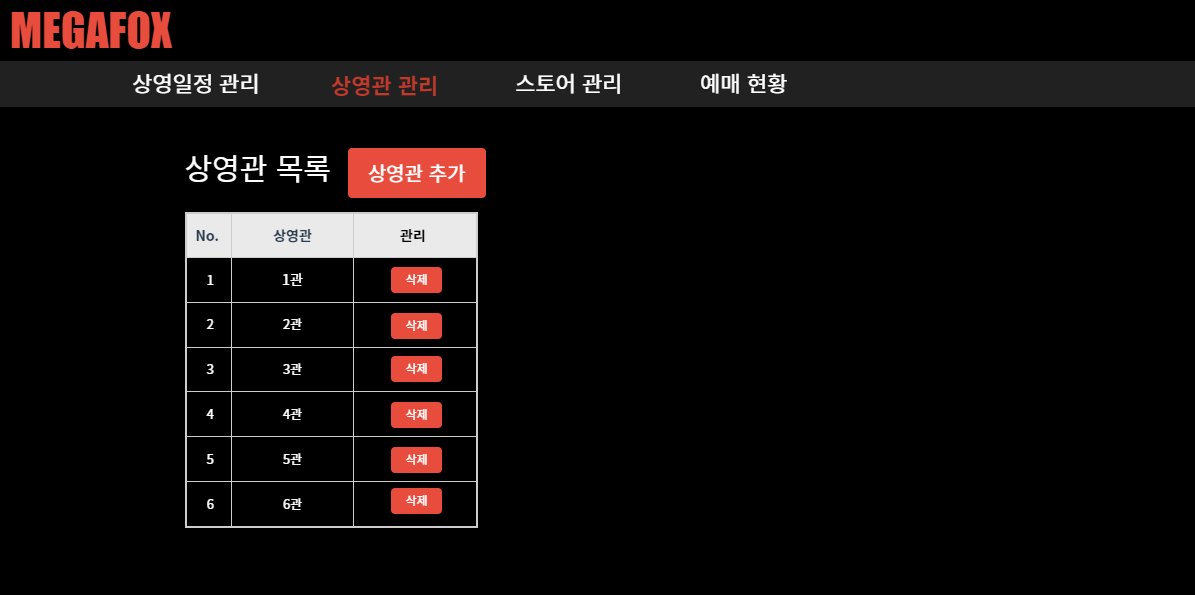 MEGAFOX
상영일정 관리 상영관 관리 스토어 관리 예매 현황
상영관 목록 상영관 추가
No. 상영관 관리
1 1관 삭제
2 2관 삭제
3 3관 삭제
4 4관 삭제
5 5관 삭제
6 6관 삭제